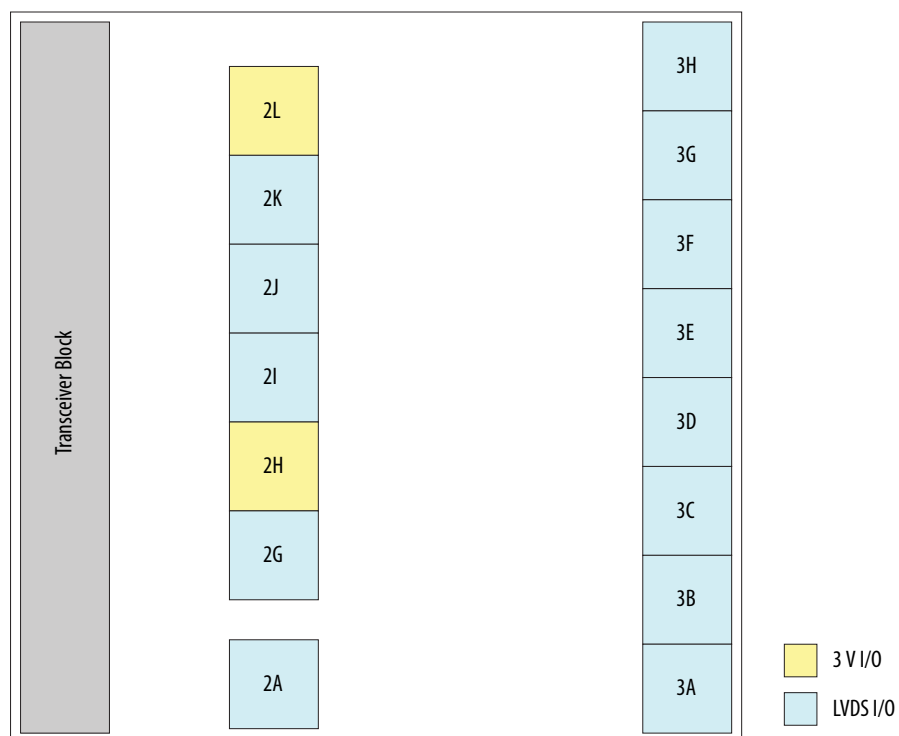 Transceiver Block
2L
2K
2J
2I
2H
2G
2A
3H
3G
3F
3E
3D
3C
3B
3A
3 V I/O
LVDS I/O